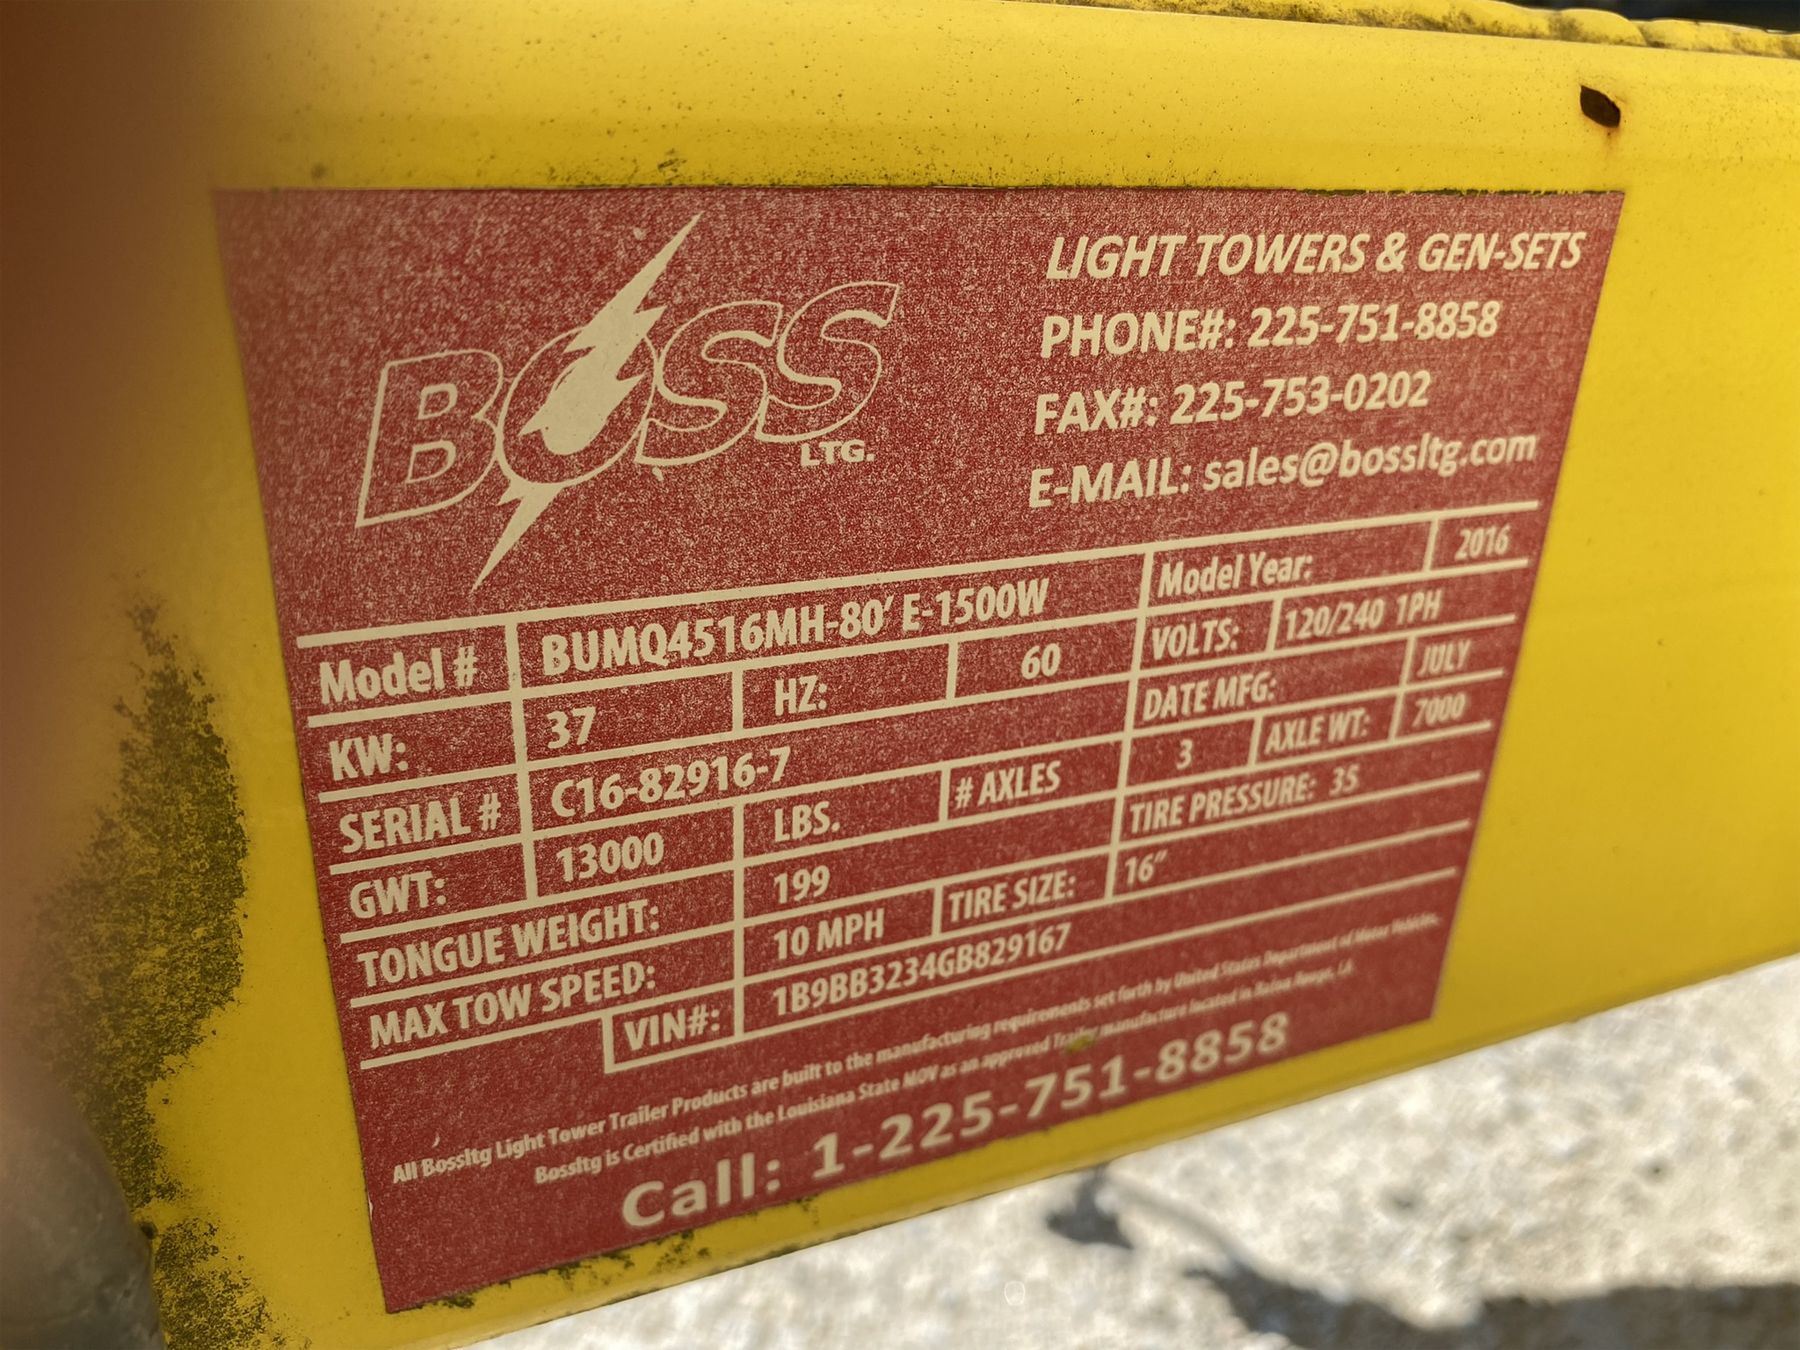 BOSS
LTG.
LIGHT TOWERS & GEN-SETS
PHONE#: 225-751-8858
FAX#: 225-753-0202
E-MAIL: sales@bossltg.com
Model # BUMQ4516MH-80' E-1500W Model Year: 2016
KW: 37 HZ: 60 VOLTS: 120/240 1PH
SERIAL # C16-82916-7 DATE MFG: JULY
GWT: 13000 LBS. # AXLES 3 AXLE WT: 7000
TONGUE WEIGHT: 199 TIRE PRESSURE: 35
MAX TOW SPEED: 10 MPH TIRE SIZE: 16"
VIN#: 1B9BB3234GB829167
All Bossltg Light Tower Trailer Products are built to the manufacturing requirements set forth by United States Department of Motor Vehicles.
Bossltg is Certified with the Louisiana State MOV as an approved Trailer manufacture located in Baton Rouge, LA
Call: 1-225-751-8858